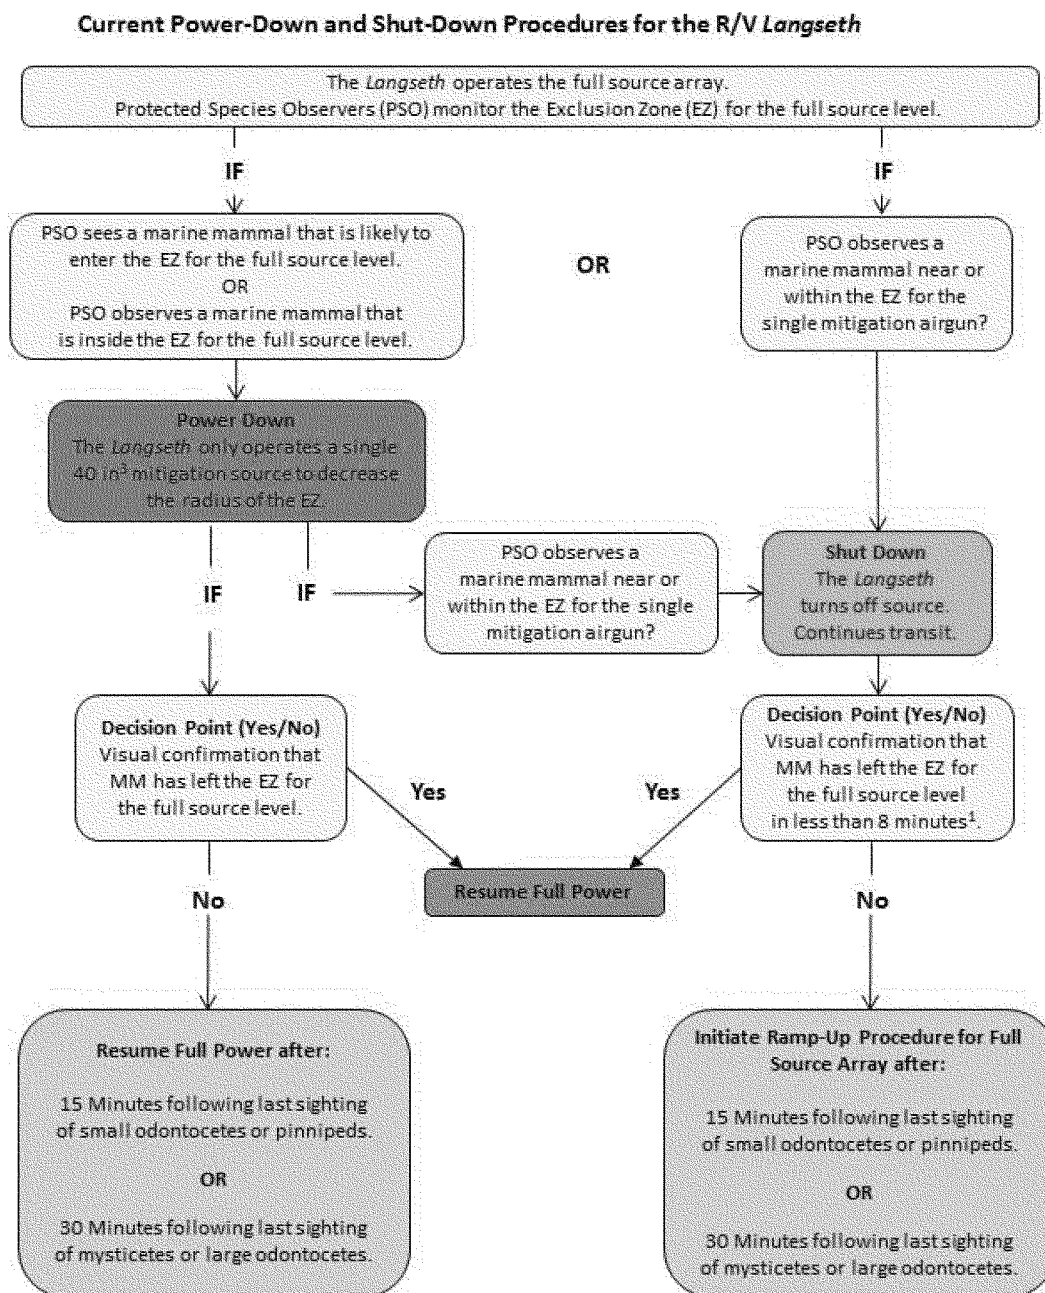 Current Power-Down and Shut-Down Procedures for the R/V Langseth
The Langseth operates the full source array.
Protected Species Observers (PSO) monitor the Exclusion Zone (EZ) for the full source level.
IF
IF
PSO sees a marine mammal that is likely to
enter the EZ for the full source level.
OR
PSO observes a marine mammal that
is inside the EZ for the full source level.
OR
PSO observes a
marine mammal near or
within the EZ for the
single mitigation airgun?
Power Down
The Langseth only operates a single
40 in³ mitigation source to decrease
the radius of the EZ.
IF
IF
PSO observes a
marine mammal near or
within the EZ for the single
mitigation airgun?
Shut Down
The Langseth
turns off source.
Continues transit.
Decision Point (Yes/No)
Visual confirmation that
MM has left the EZ for
the full source level.
Yes
Yes
Decision Point (Yes/No)
Visual confirmation that
MM has left the EZ for
the full source level
in less than 8 minutes¹.
Resume Full Power
No
No
Resume Full Power after:
15 Minutes following last sighting
of small odontocetes or pinnipeds.
OR
30 Minutes following last sighting
of mysticetes or large odontocetes.
Initiate Ramp-Up Procedure for Full
Source Array after:
15 Minutes following last sighting
of small odontocetes or pinnipeds.
OR
30 Minutes following last sighting
of mysticetes or large odontocetes.